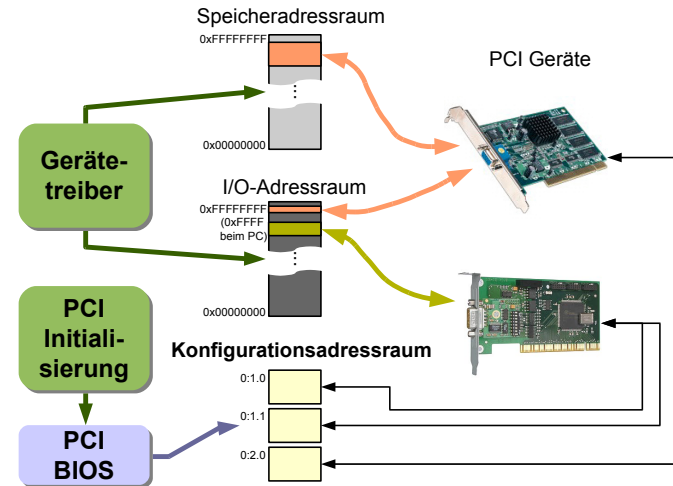 Speicheradressraum
0xFFFFFFFF
PCI Geräte
0x00000000
Geräte-
treiber
I/O-Adressraum
0xFFFFFFFF
(0xFFFF
beim PC)
0x00000000
PCI
Initiali-
sierung
Konfigurationsadressraum
0:1.0
0:1.1
0:2.0
PCI
BIOS